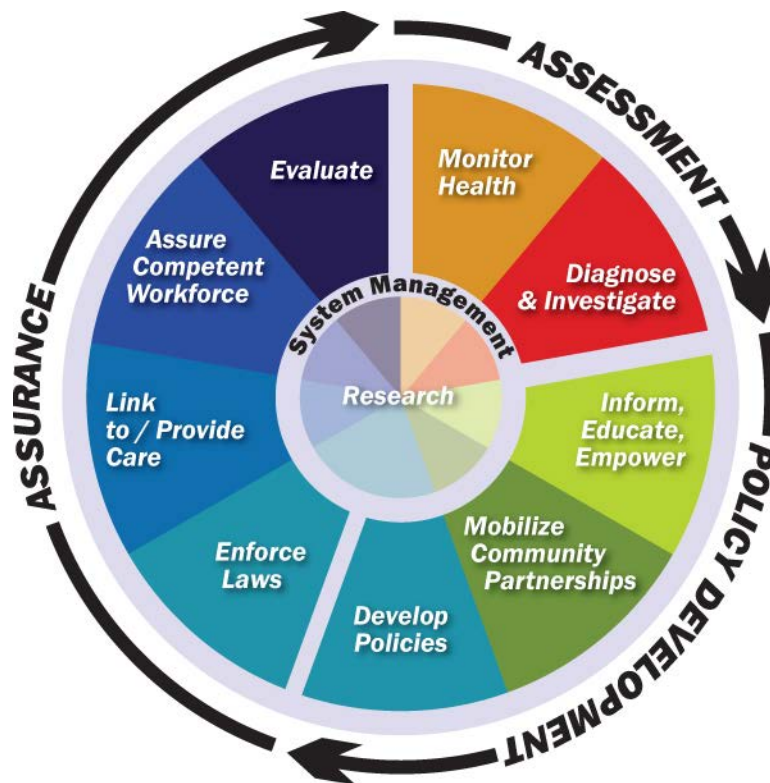 ASSESSMENT
Monitor
Health
Diagnose
& Investigate
POLICY DEVELOPMENT
Inform,
Educate,
Empower
Mobilize
Community
Partnerships
Develop
Policies
ASSURANCE
Enforce
Laws
Link
to / Provide
Care
Assure
Competent
Workforce
Evaluate
System Management
Research